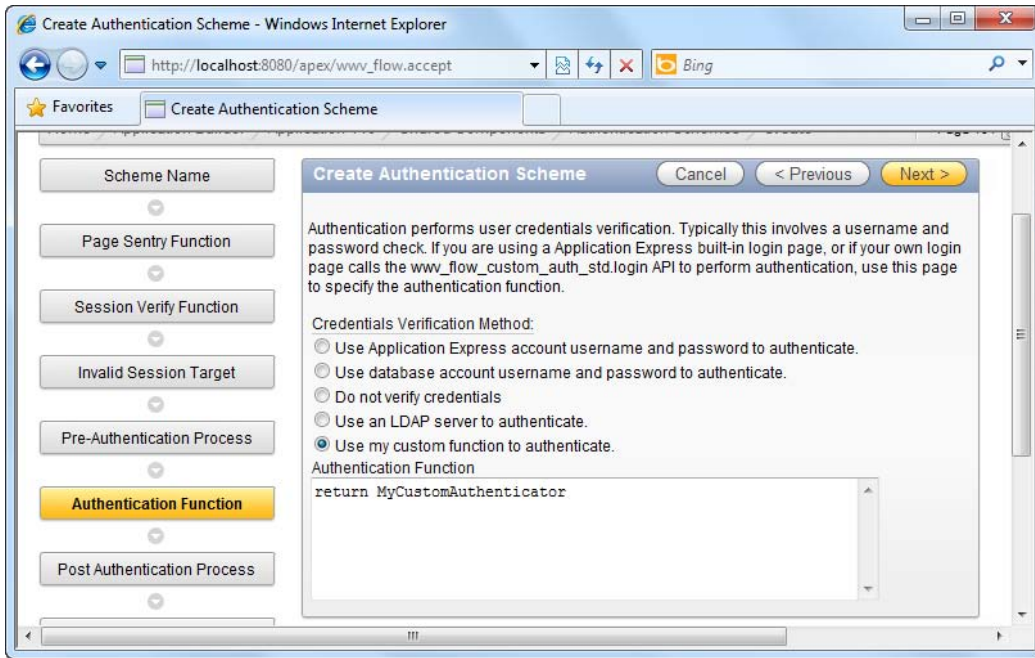 Create Authentication Scheme - Windows Internet Explorer
http://localhost:8080/apex/wwv_flow.accept
Bing
Favorites
Create Authentication Scheme
Scheme Name
Page Sentry Function
Session Verify Function
Invalid Session Target
Pre-Authentication Process
Authentication Function
Post Authentication Process
Create Authentication Scheme
Cancel
< Previous
Next >
Authentication performs user credentials verification. Typically this involves a username and
password check. If you are using a Application Express built-in login page, or if your own login
page calls the wwv_flow_custom_auth_std.login API to perform authentication, use this page
to specify the authentication function.
Credentials Verification Method:
Use Application Express account username and password to authenticate.
Use database account username and password to authenticate.
Do not verify credentials
Use an LDAP server to authenticate.
Use my custom function to authenticate.
Authentication Function
return MyCustomAuthenticator